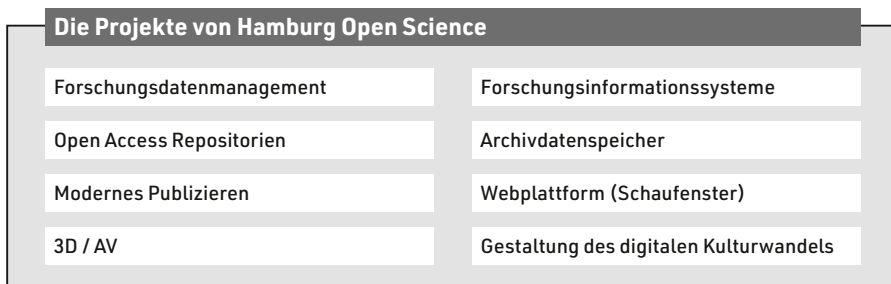 Die Projekte von Hamburg Open Science
Forschungsdatenmanagement
Forschungsinformationssysteme
Open Access Repositorien
Archivdatenspeicher
Modernes Publizieren
Webplattform (Schaufenster)
3D / AV
Gestaltung des digitalen Kulturwandels